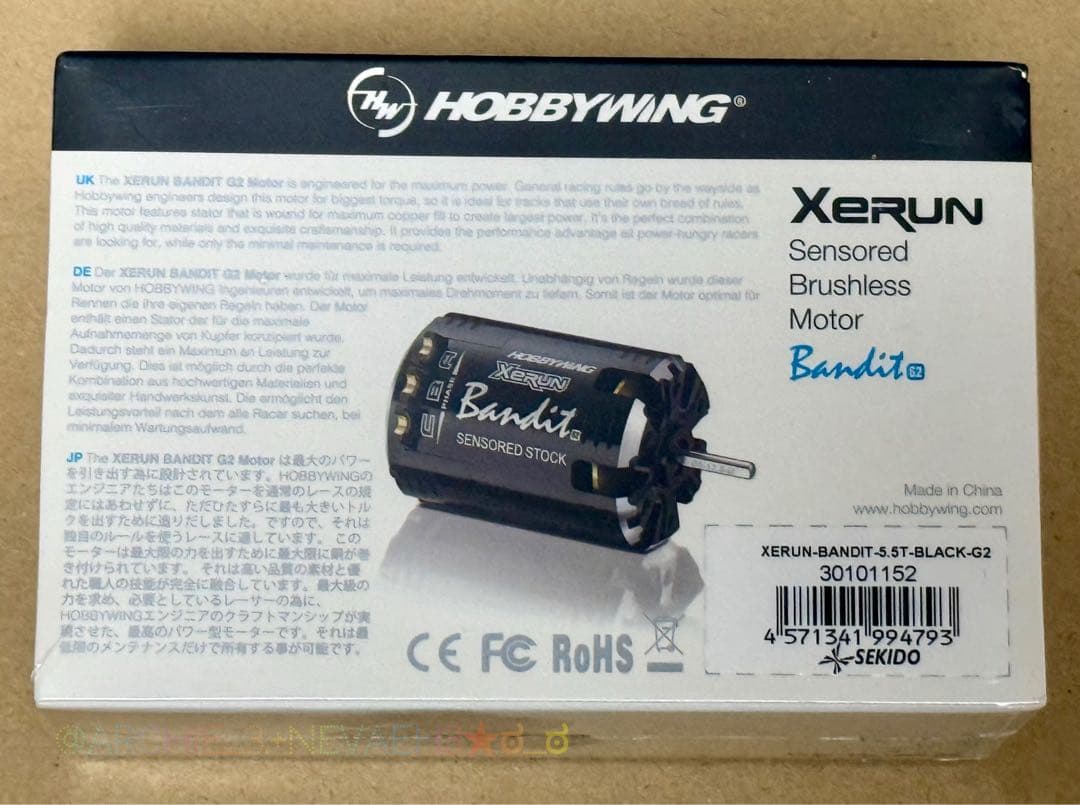 HW HOBBYWING®
UK The XERUN BANDIT G2 Motor is engineered for the maximum power. General racing rules go by the wayside as
Hobbywing engineers design this motor for biggest torque, so it is ideal for tracks that use their own breed of rules.
This motor features stator that is wound for maximum copper fill to create largest power. It's the perfect combination
of high quality materials and exquisite craftsmanship. It provides the performance advantage all power-hungry racers
are looking for, while only the minimal maintenance is required.
DE Der XERUN BANDIT G2 Motor wurde für maximale Leistung entwickelt. Unabhängig von Regeln wurde dieser
Motor von HOBBYWING Ingenieuren entwickelt, um maximales Drehmoment zu liefern. Somit ist der Motor optimal für
Rennen die ihre eigenen Regeln haben. Der Motor
enthält einen Stator der für die maximale
Aufnahmemenge von Kupfer konzipiert wurde.
Dadurch steht ein Maximum an Leistung zur
Verfügung. Dies ist möglich durch die perfekte
Kombination aus hochwertigen Materialien und
exquisiter Handwerkskunst. Die ermöglicht den
Leistungsvorteil nach dem alle Racer suchen, bei
minimalem Wartungsaufwand.
JP The XERUN BANDIT G2 Motor は最大のパワー
を引き出す為に設計されています。HOBBYWINGの
エンジニアたちはこのモーターを通常のレースの規
定にはあわせずに、ただひたすらに最も大きいトル
クを出すために造りだしました。ですので、それは
独自のルールを使うレースに適しています。この
モーターは最大限の力を出すために最大限に銅が巻
き付けられています。それは高い品質の素材と優
れた職人の技能が完全に融合しています。最大級の
力を求め、必要としているレーサーの為に、
HOBBYWINGエンジニアのクラフトマンシップが実
績させた、最高のパワー型モーターです。それは最
低限のメンテナンスだけで所有する事が可能です。
XERUN
Sensored
Brushless
Motor
Bandit G2
C B A
PHASE
HOBBYWING
XERUN
Bandit
SENSORED STOCK
Made in China
www.hobbywing.com
XERUN-BANDIT-5.5T-BLACK-G2
30101152
4 571341 994793
SEKIDO
CE FC RoHS